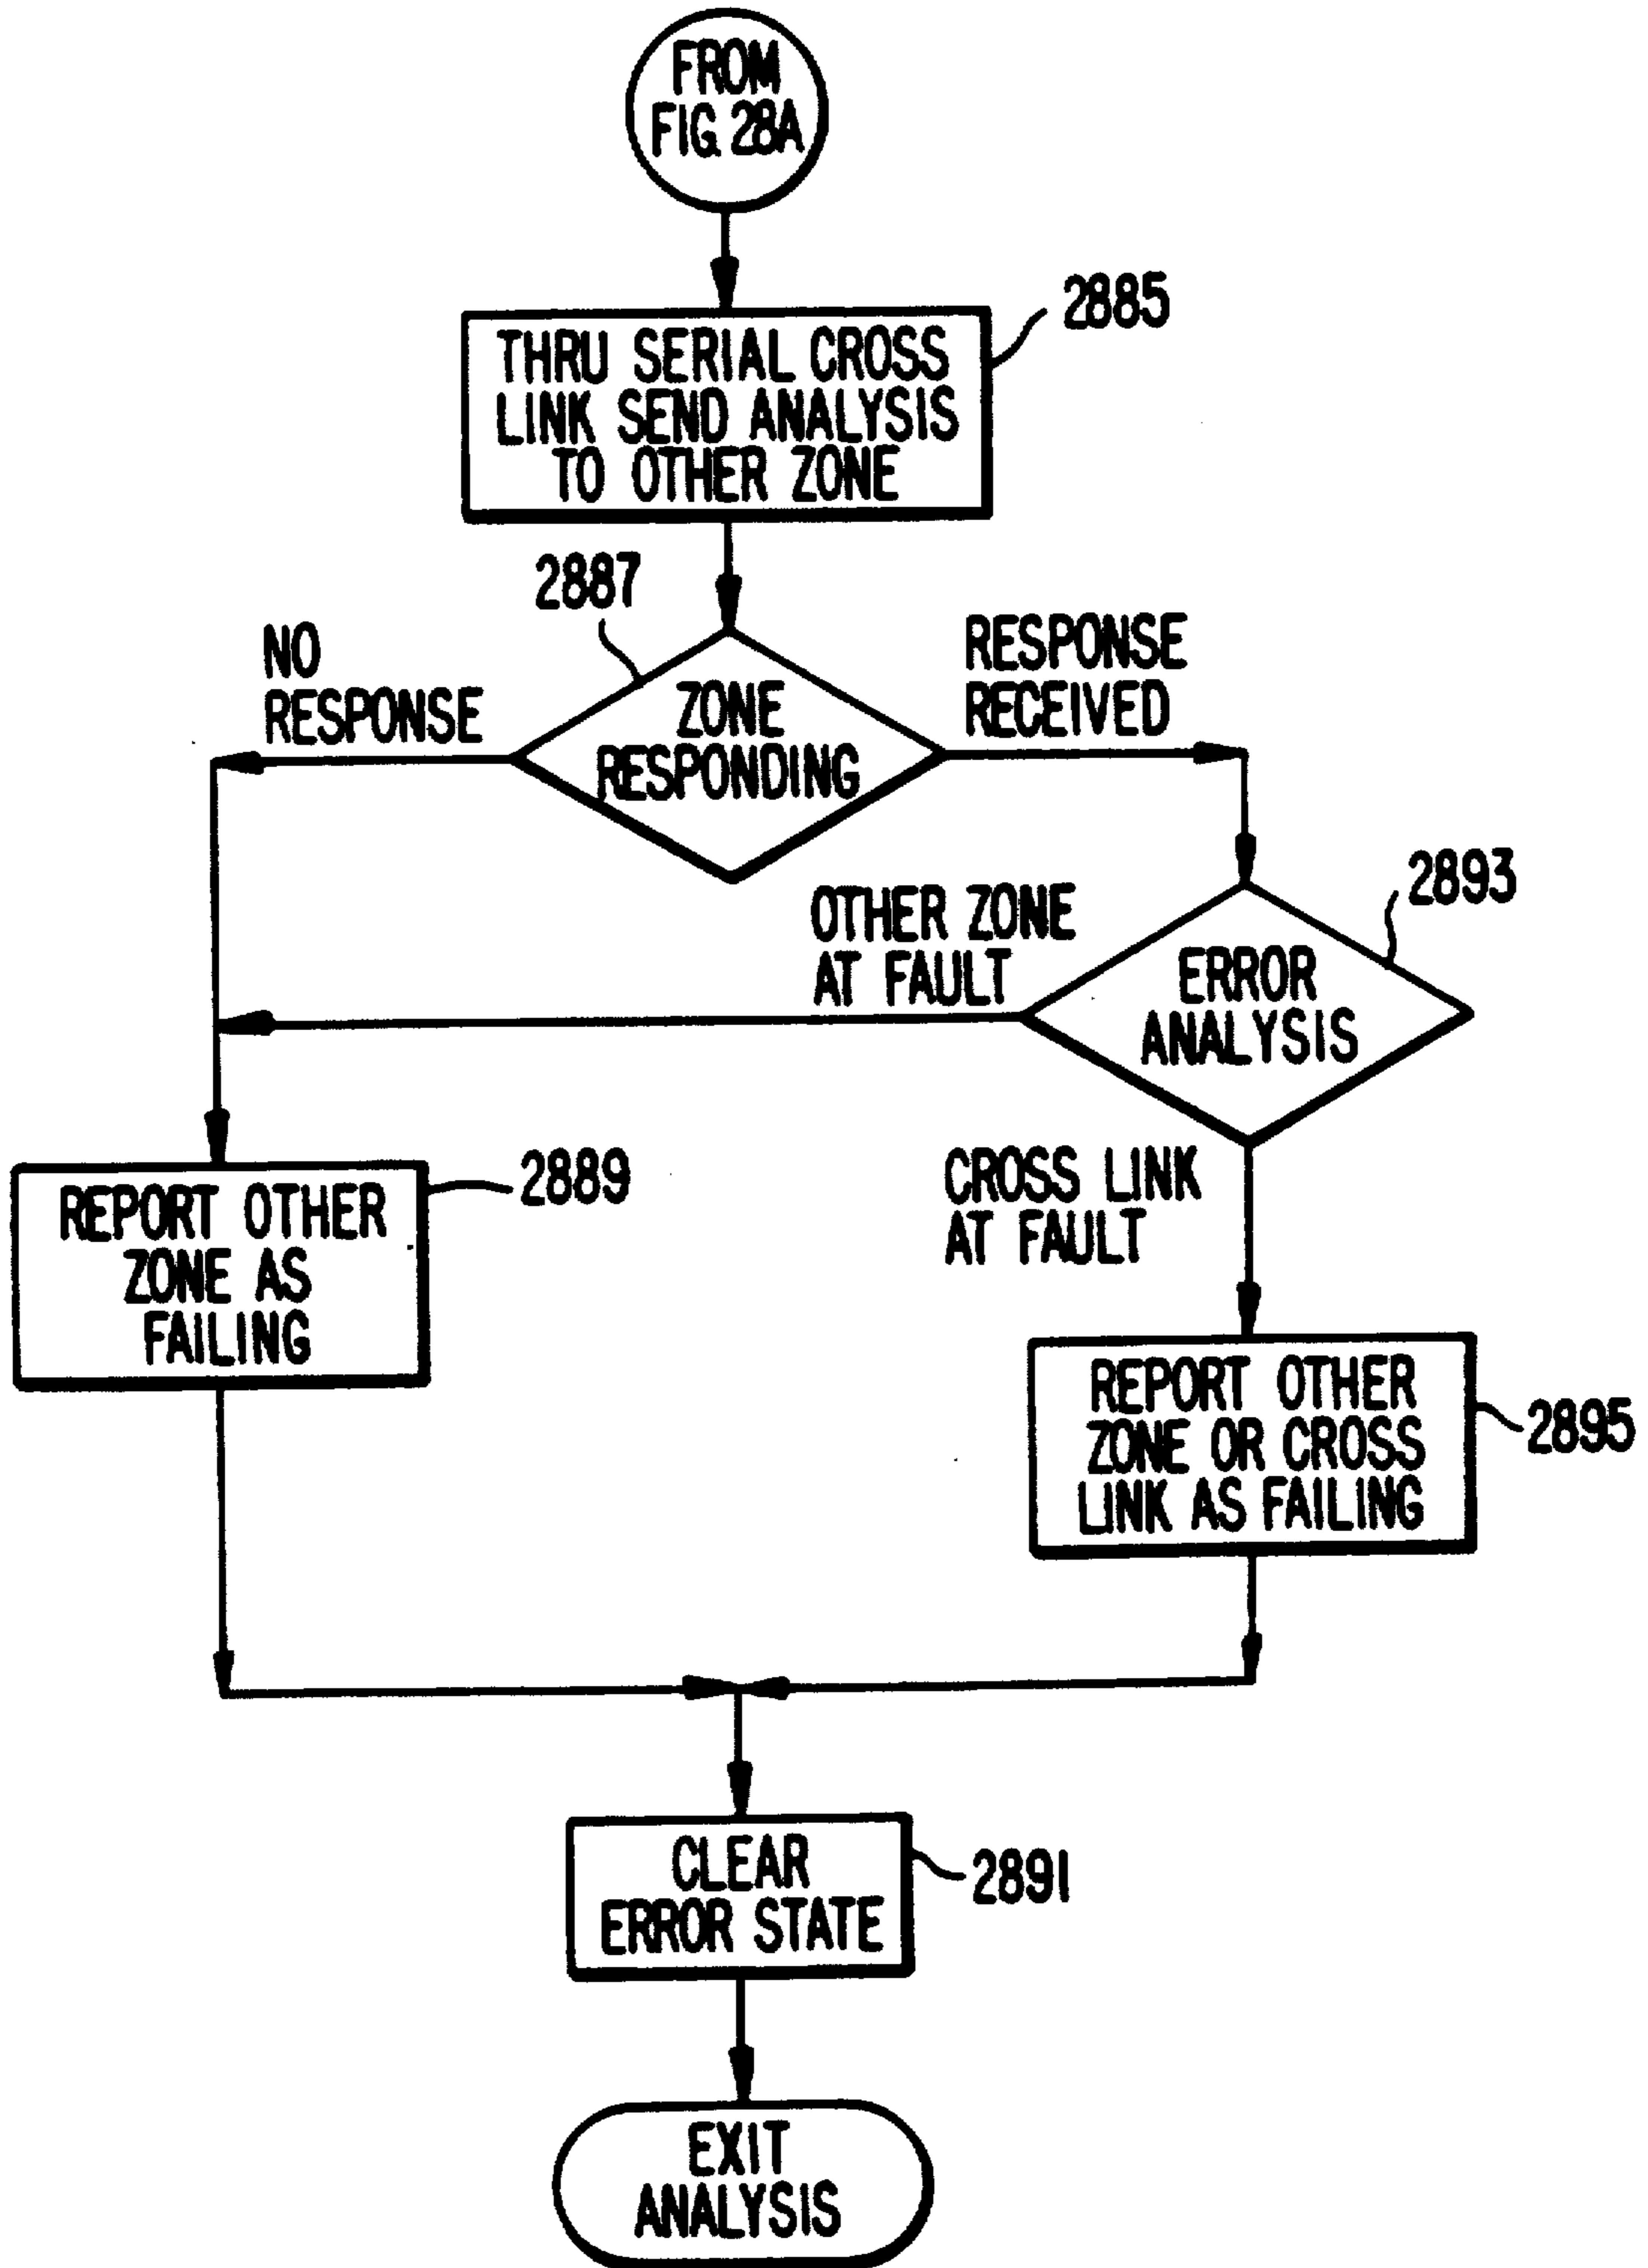 FROM
FIG. 28A
2885
THRU SERIAL CROSS
LINK SEND ANALYSIS
TO OTHER ZONE
2887
NO
RESPONSE
ZONE
RESPONDING
RESPONSE
RECEIVED
2893
OTHER ZONE
AT FAULT
ERROR
ANALYSIS
CROSS LINK
AT FAULT
2889
REPORT OTHER
ZONE AS
FAILING
REPORT OTHER
ZONE OR CROSS
LINK AS FAILING
2895
CLEAR
ERROR STATE
2891
EXIT
ANALYSIS